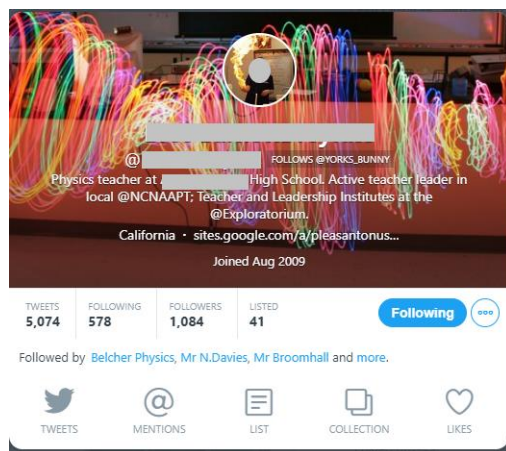 @
FOLLOWS @YORKS_BUNNY
Physics teacher at High School. Active teacher leader in
local @NCNAAPT; Teacher and Leadership Institutes at the
@Exploratorium.
California · sites.google.com/a/pleasantonus...
Joined Aug 2009
TWEETS FOLLOWING FOLLOWERS LISTED
5,074 578 1,084 41
Following
Followed by Belcher Physics, Mr N.Davies, Mr Broomhall and more.
TWEETS MENTIONS LIST COLLECTION LIKES